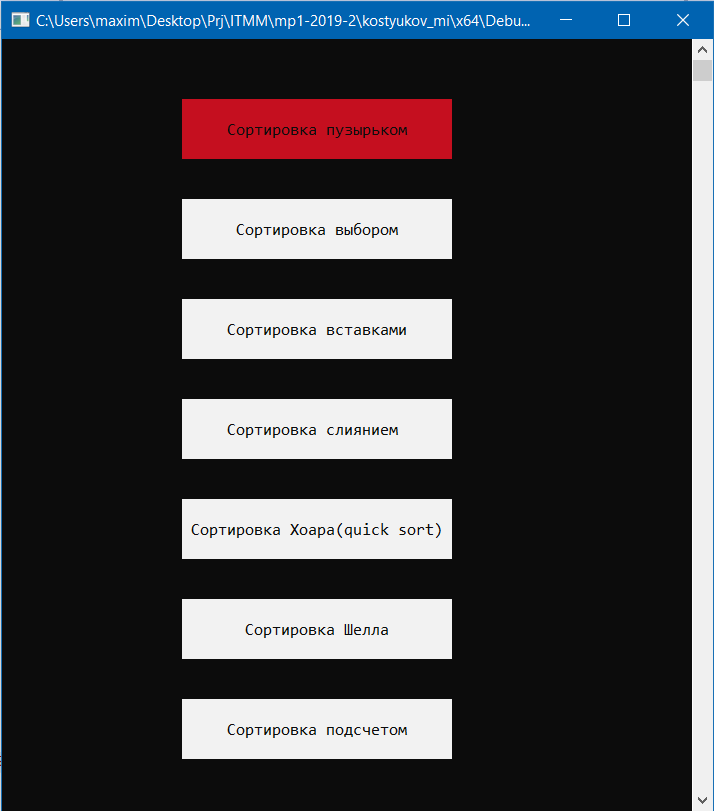 C:\Users\maxim\Desktop\Prj\ITMM\mp1-2019-2\kostyukov_mi\x64\Debu...
Сортировка пузырьком
Сортировка выбором
Сортировка вставками
Сортировка слиянием
Сортировка Хоара(quick sort)
Сортировка Шелла
Сортировка подсчетом